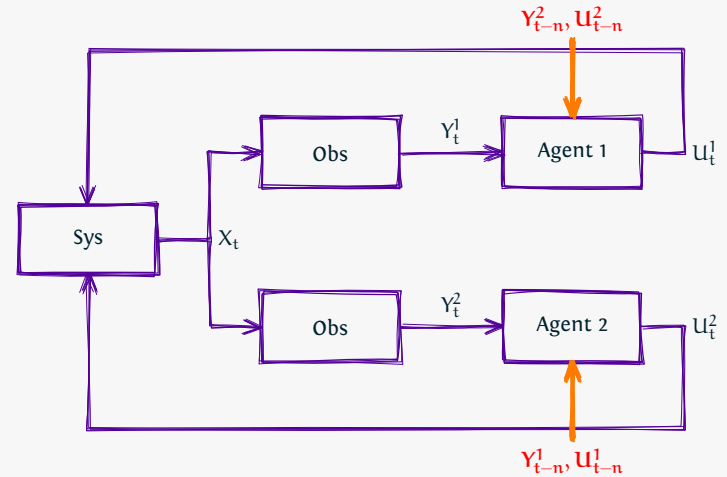 Y²ₜ₋ₙ, U²ₜ₋ₙ
Obs
Y¹ₜ
Agent 1
U¹ₜ
Sys
Xₜ
Obs
Y²ₜ
Agent 2
U²ₜ
Y¹ₜ₋ₙ, U¹ₜ₋ₙ